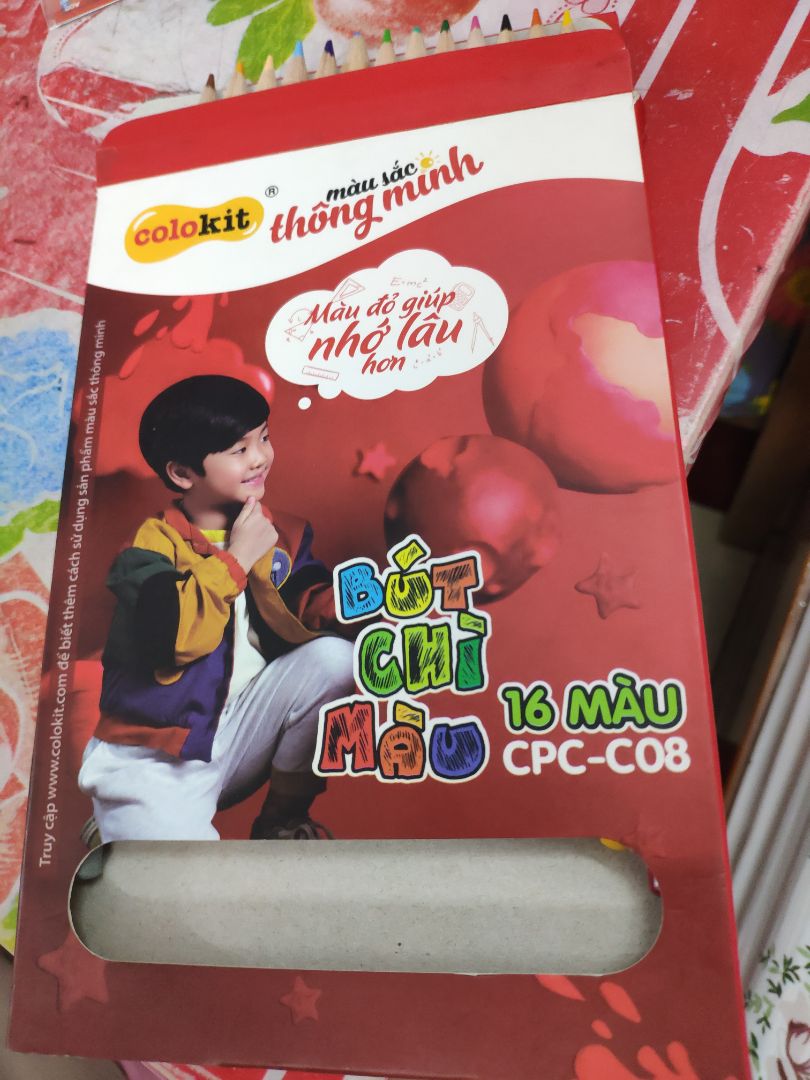 colokit ®
màu sắc
thông minh
E=mc²
Màu đỏ giúp
nhớ lâu
hơn
BÚT
CHÌ
MÀU
16 MÀU
CPC-C08
Truy cập www.colokit.com để biết thêm cách sử dụng sản phẩm màu sắc thông minh